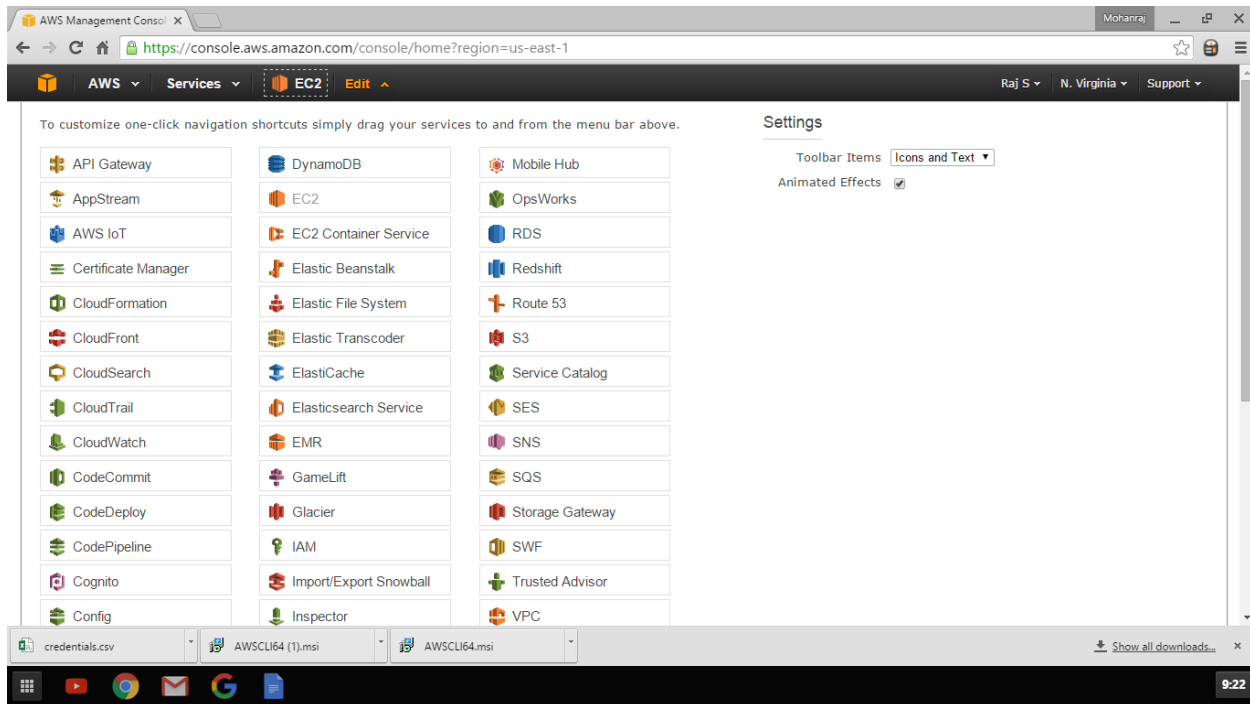 AWS Management Consol
Mohanraj
https://console.aws.amazon.com/console/home?region=us-east-1
AWS Services EC2 Edit Raj S N. Virginia Support
To customize one-click navigation shortcuts simply drag your services to and from the menu bar above.
API Gateway
AppStream
AWS IoT
Certificate Manager
CloudFormation
CloudFront
CloudSearch
CloudTrail
CloudWatch
CodeCommit
CodeDeploy
CodePipeline
Cognito
Config
DynamoDB
EC2
EC2 Container Service
Elastic Beanstalk
Elastic File System
Elastic Transcoder
ElastiCache
Elasticsearch Service
EMR
GameLift
Glacier
IAM
Import/Export Snowball
Inspector
Mobile Hub
OpsWorks
RDS
Redshift
Route 53
S3
Service Catalog
SES
SNS
SQS
Storage Gateway
SWF
Trusted Advisor
VPC
Settings
Toolbar Items Icons and Text
Animated Effects
credentials.csv AWSCLI64 (1).msi AWSCLI64.msi Show all downloads...
9:22